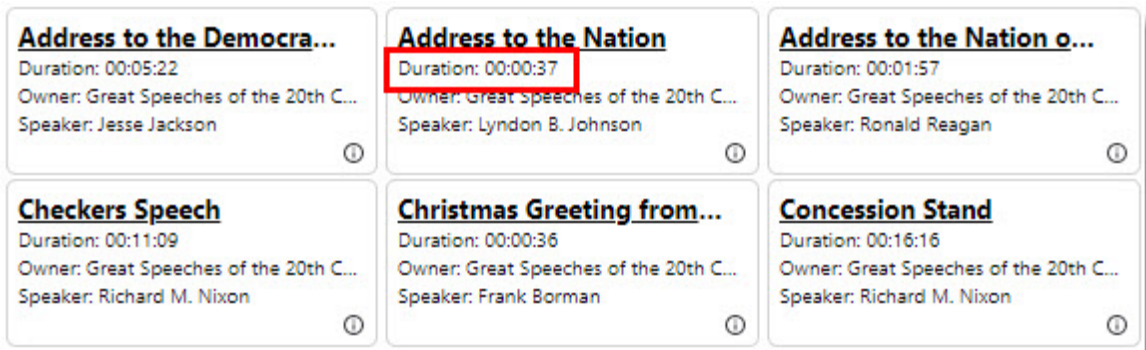 Address to the Democra...
Duration: 00:05:22
Owner: Great Speeches of the 20th C...
Speaker: Jesse Jackson
Address to the Nation
Duration: 00:00:37
Owner: Great Speeches of the 20th C...
Speaker: Lyndon B. Johnson
Address to the Nation o...
Duration: 00:01:57
Owner: Great Speeches of the 20th C...
Speaker: Ronald Reagan
Checkers Speech
Duration: 00:11:09
Owner: Great Speeches of the 20th C...
Speaker: Richard M. Nixon
Christmas Greeting from...
Duration: 00:00:36
Owner: Great Speeches of the 20th C...
Speaker: Frank Borman
Concession Stand
Duration: 00:16:16
Owner: Great Speeches of the 20th C...
Speaker: Richard M. Nixon